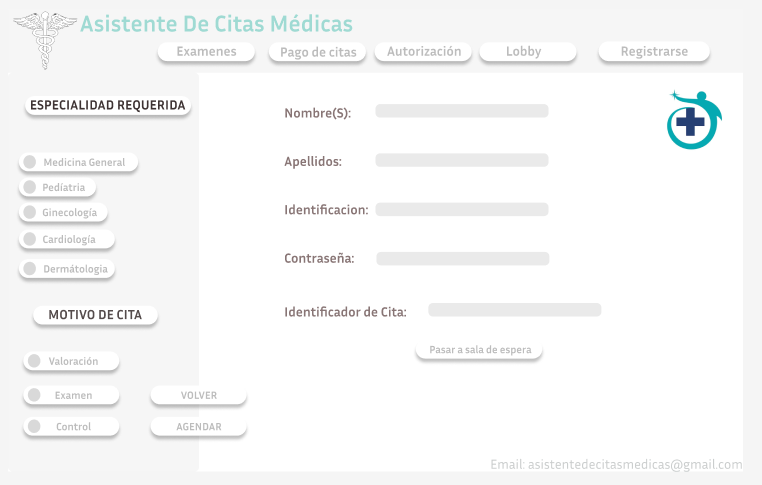 Asistente De Citas Médicas
Examenes
Pago de citas
Autorización
Lobby
Registrarse
ESPECIALIDAD REQUERIDA
Medicina General
Pedíatria
Ginecología
Cardiología
Dermátologia
MOTIVO DE CITA
Valoración
Examen
Control
VOLVER
AGENDAR
Nombre(S):
Apellidos:
Identificacion:
Contraseña:
Identificador de Cita:
Pasar a sala de espera
Email: asistentedecitasmedicas@gmail.com